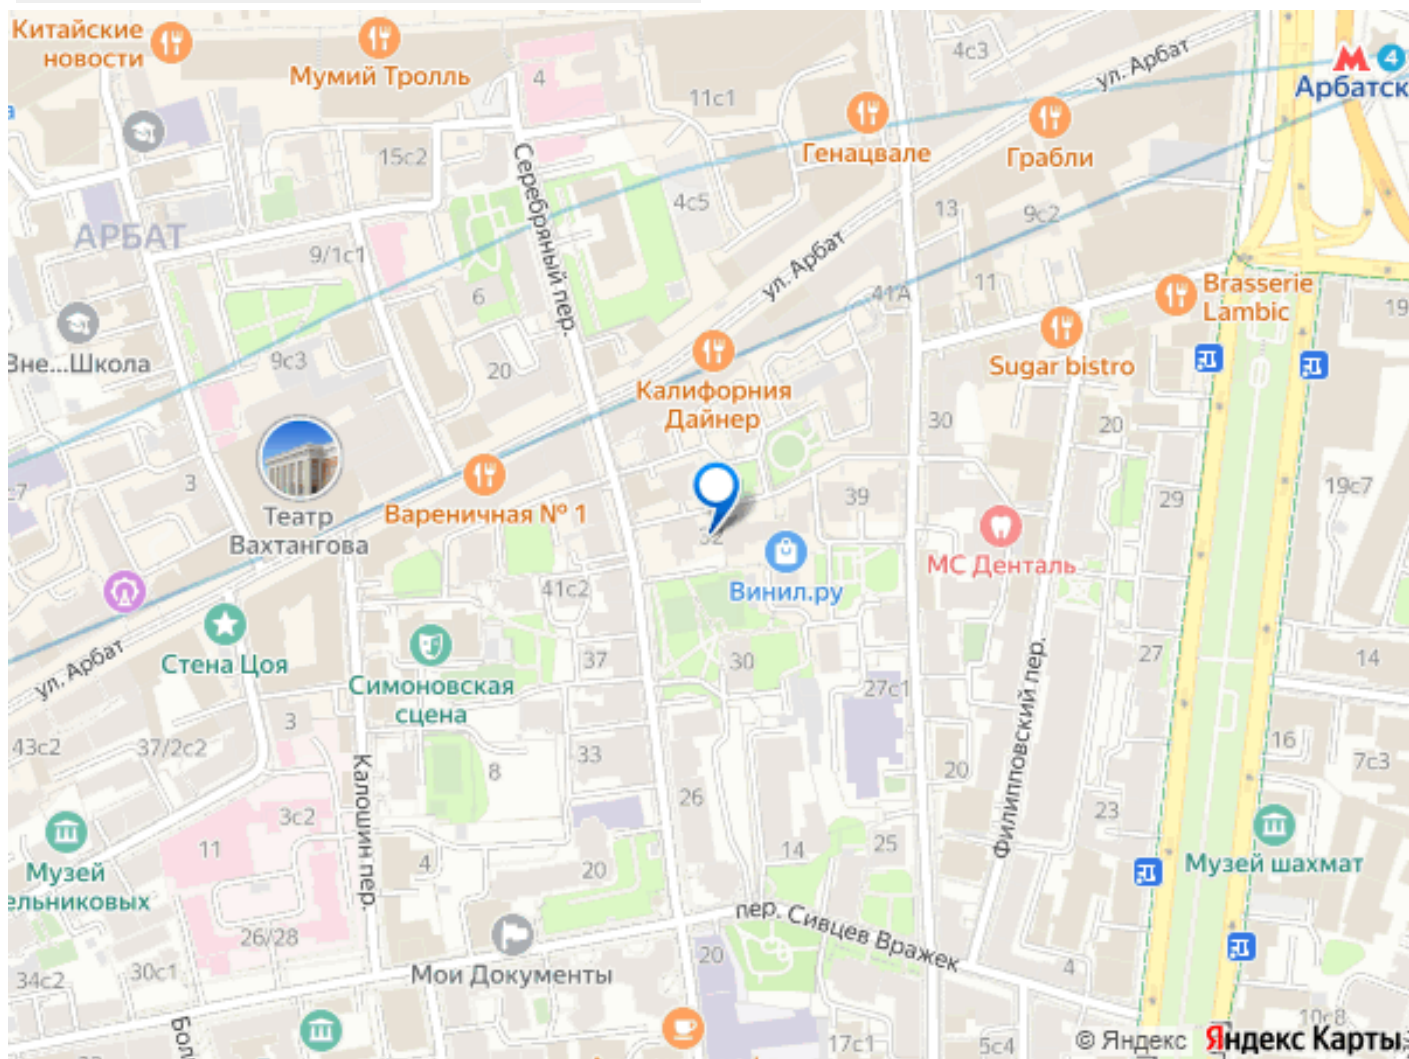 Китайские
новости
Мумий Тролль
4
11с1
4с3
ул. Арбат
4
Арбатск
15с2
Генацвале
Грабли
Серебряный пер.
4с5
13
9с2
АРБАТ
9/1с1
ул. Арбат
6
41А
11
Brasserie
Lambic
19
Вне...Школа
9с3
20
Калифорния
Дайнер
Sugar bistro
30
20
3
с7
Театр
Вахтангова
Вареничная № 1
32
39
29
19с7
МС Денталь
Винил.ру
41с2
ул. Арбат
Стена Цоя
Симоновская
сцена
37
30
27с1
27
14
Филипповский пер.
43с2
37/2с2
3
Калошин пер.
8
33
26
20
16
7с3
3с2
11
Музей
ельниковых
4
20
14
25
23
Музей шахмат
26/28
пер. Сивцев Вражек
34с2
30с1
Мои Документы
20
4
Бол
17с1
5с4
10с8
© Яндекс Яндекс Карты